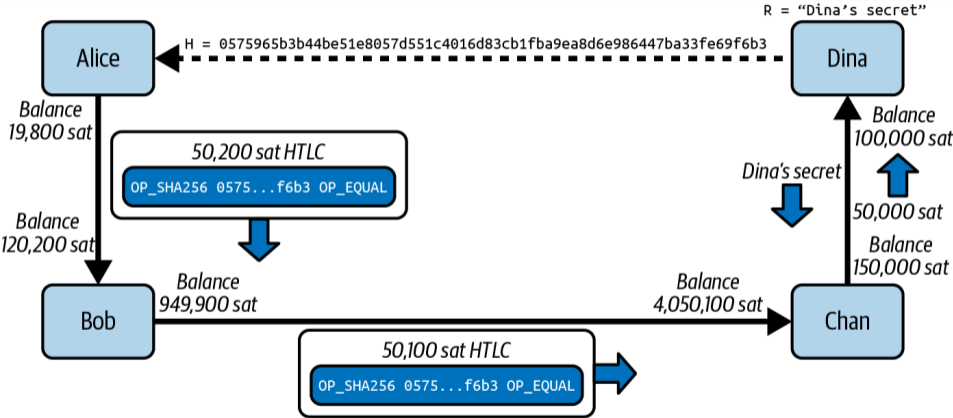 R = “Dina’s secret”
Alice
H = 0575965b3b44be51e8057d551c4016d83cb1fba9ea8d6e986447ba33fe69f6b3
Dina
Balance
19,800 sat
50,200 sat HTLC
OP_SHA256 0575...f6b3 OP_EQUAL
Balance
100,000 sat
Dina's secret
50,000 sat
Balance
120,200 sat
Balance
150,000 sat
Bob
Balance
949,900 sat
Balance
4,050,100 sat
Chan
50,100 sat HTLC
OP_SHA256 0575...f6b3 OP_EQUAL